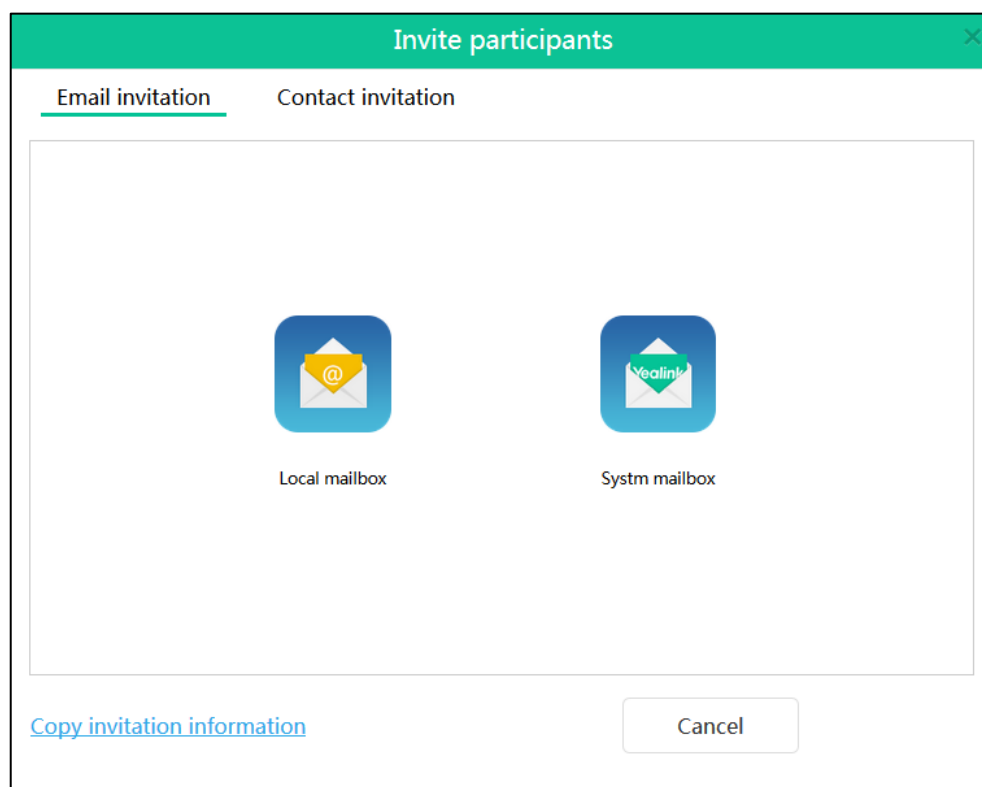 Invite participants
Email invitation Contact invitation
@ Yealink
Local mailbox Systm mailbox
Copy invitation information Cancel